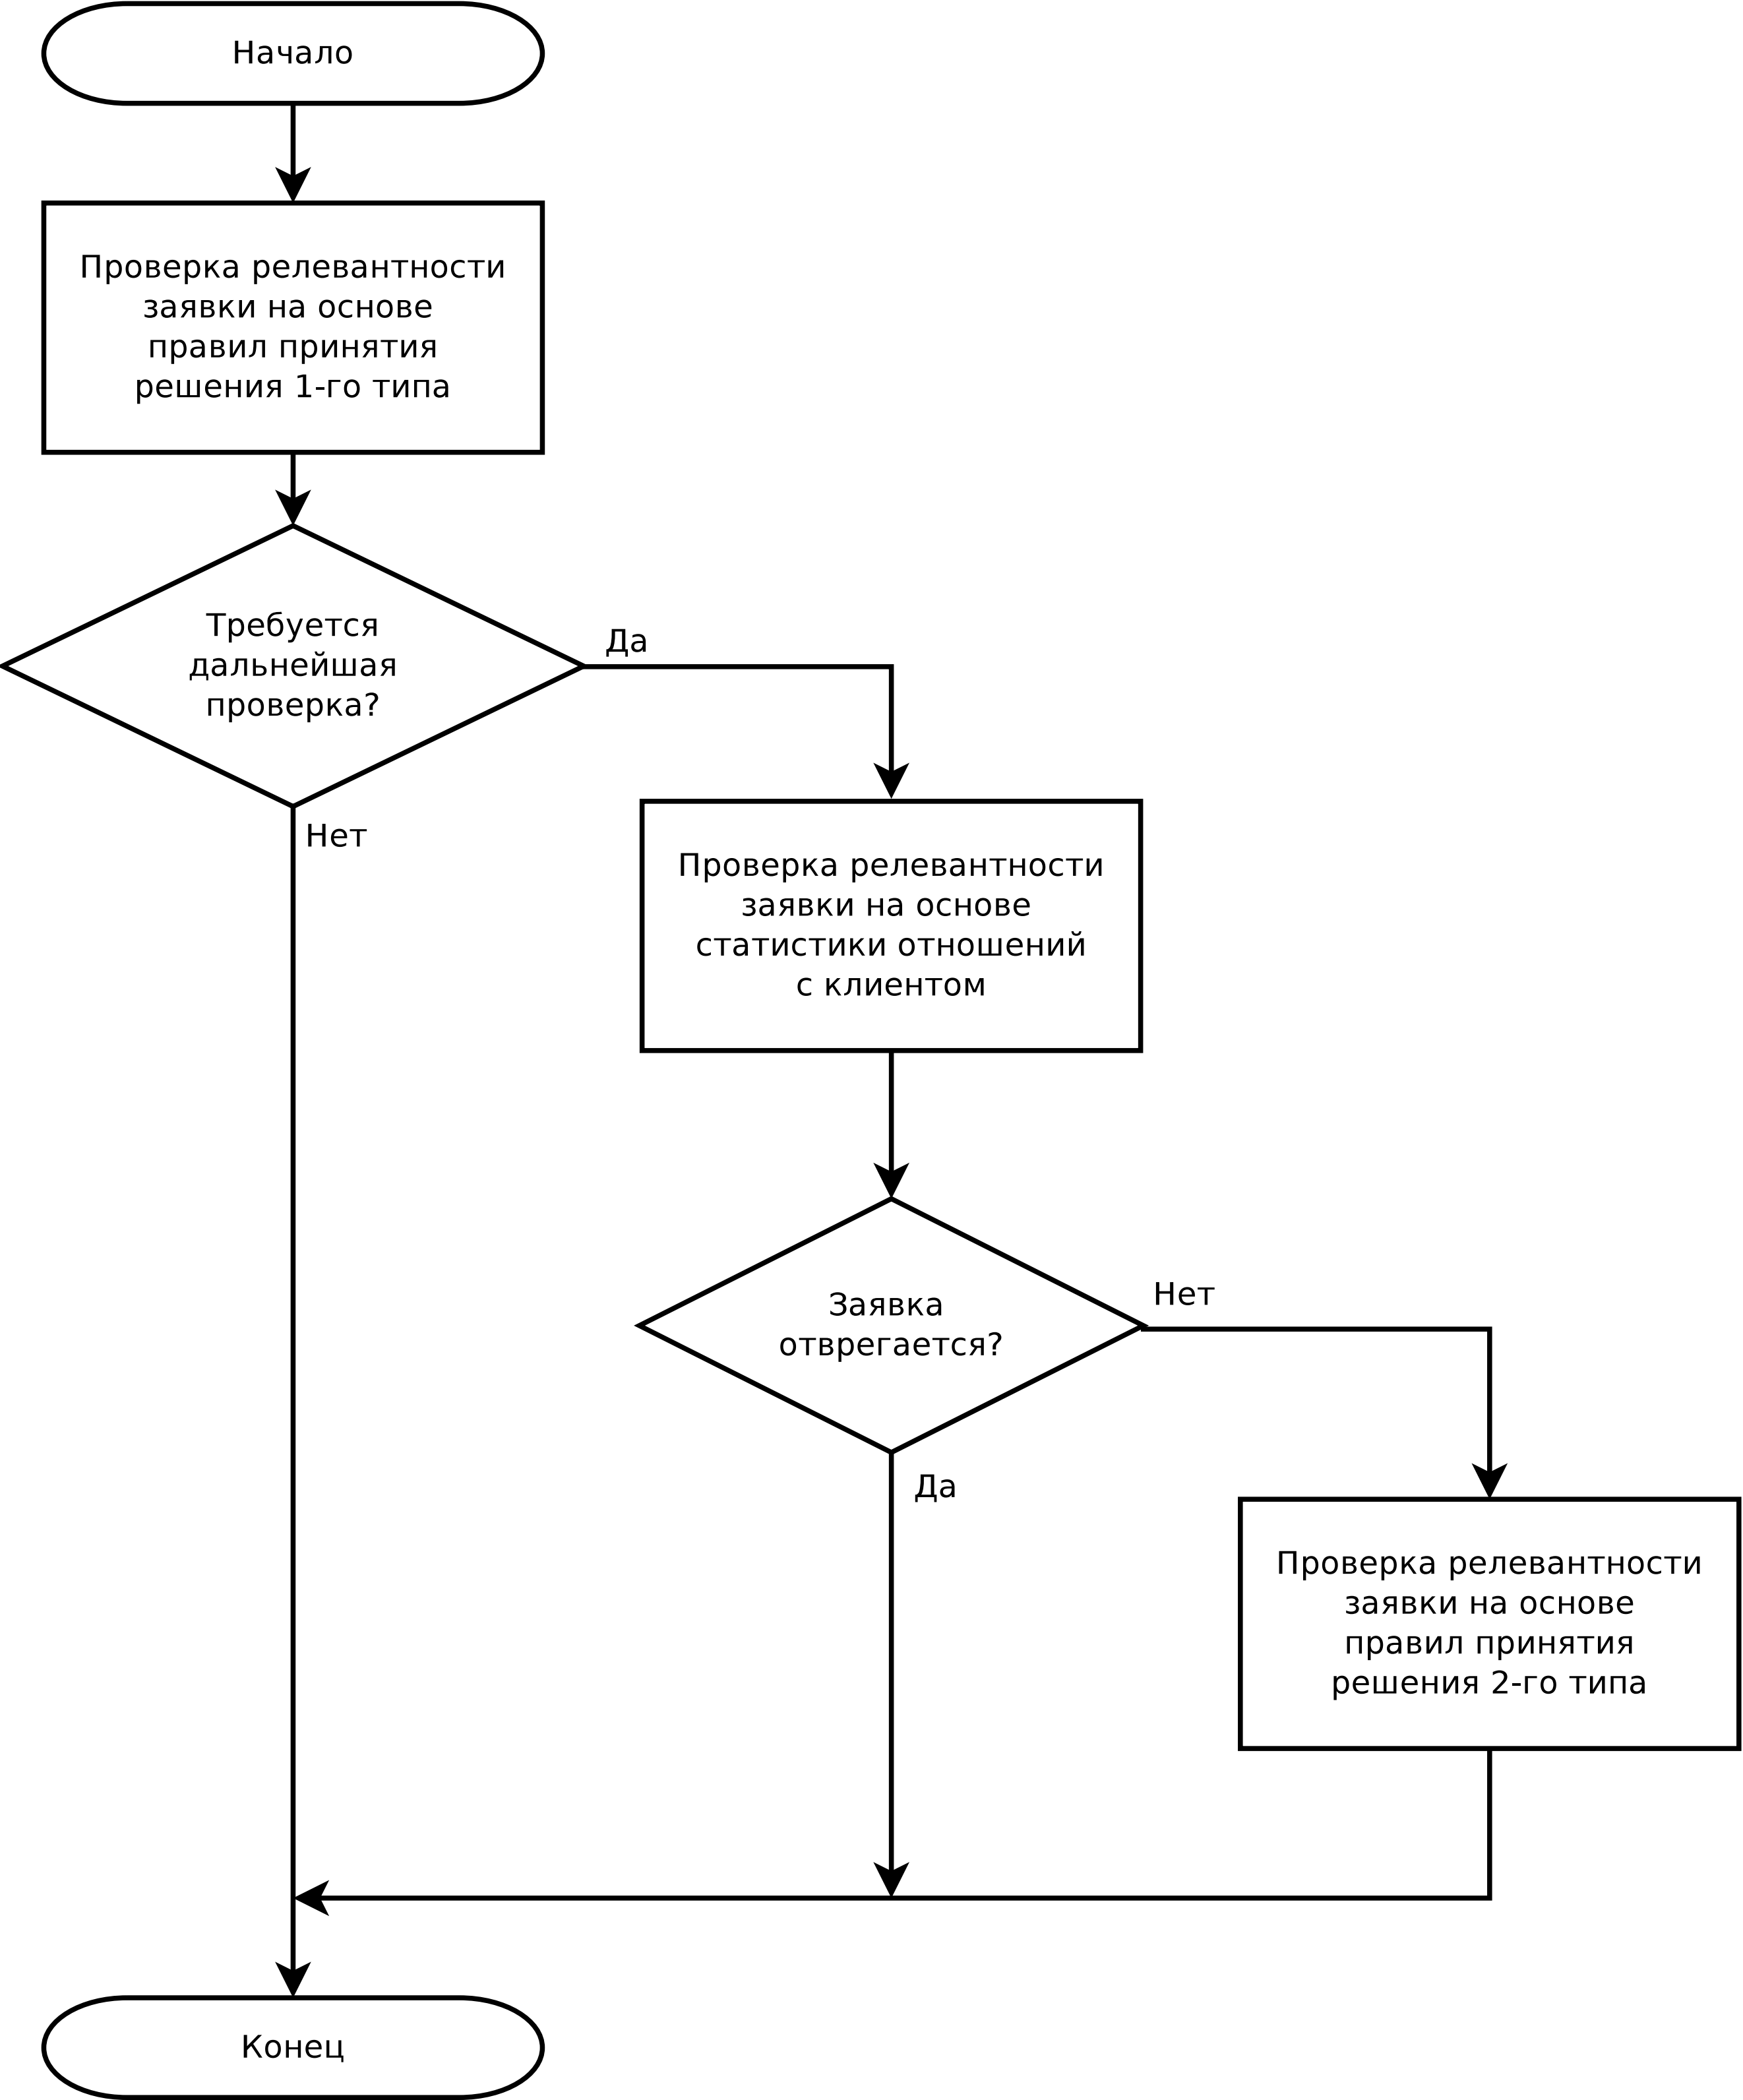 Начало
Проверка релевантности
заявки на основе
правил принятия
решения 1-го типа
Требуется
дальнейшая
проверка?
Да
Нет
Проверка релевантности
заявки на основе
статистики отношений
с клиентом
Заявка
отврегается?
Нет
Да
Проверка релевантности
заявки на основе
правил принятия
решения 2-го типа
Конец